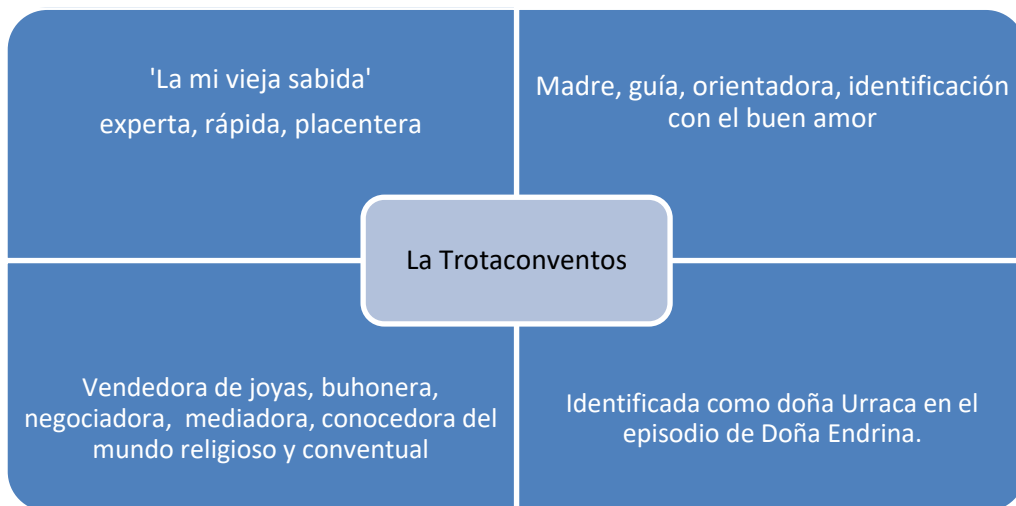 'La mi vieja sabida'
experta, rápida, placentera
Madre, guía, orientadora, identificación
con el buen amor
La Trotaconventos
Vendedora de joyas, buhonera,
negociadora, mediadora, conocedora del
mundo religioso y conventual
Identificada como doña Urraca en el
episodio de Doña Endrina.